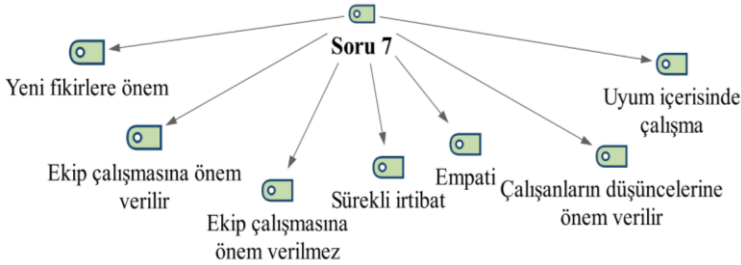 Soru 7
Yeni fikirlere önem
Ekip çalışmasına önem
verilir
Ekip çalışmasına
önem verilmez
Sürekli irtibat
Empati
Çalışanların düşüncelerine
önem verilir
Uyum içerisinde
çalışma